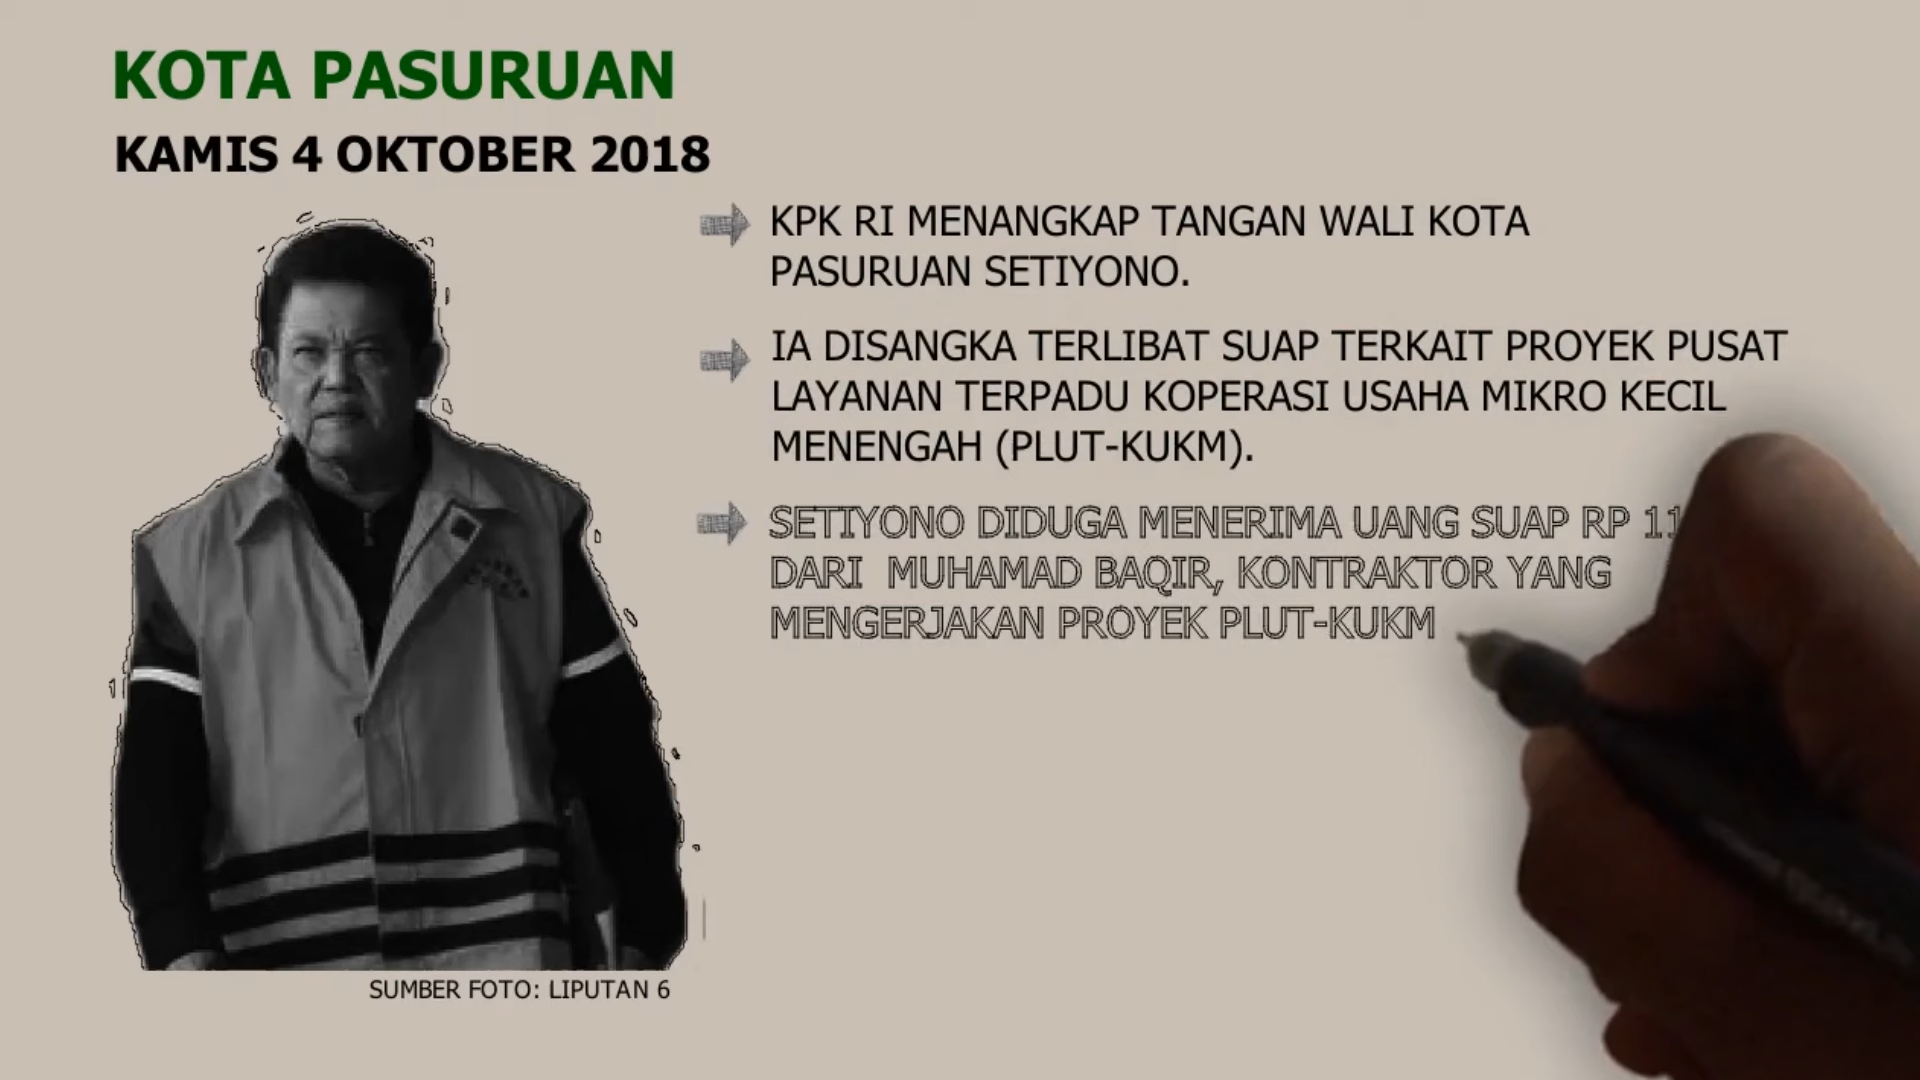 KOTA PASURUAN
KAMIS 4 OKTOBER 2018
KPK RI MENANGKAP TANGAN WALI KOTA
PASURUAN SETIYONO.
IA DISANGKA TERLIBAT SUAP TERKAIT PROYEK PUSAT
LAYANAN TERPADU KOPERASI USAHA MIKRO KECIL
MENENGAH (PLUT-KUKM).
SETIYONO DIDUGA MENERIMA UANG SUAP RP
DARI  MUHAMAD BAQIR, KONTRAKTOR YANG
MENGERJAKAN PROYEK PLUT-KUKM
SUMBER FOTO: LIPUTAN 6